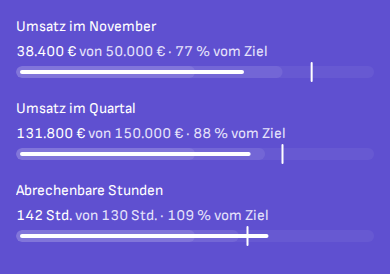 Umsatz im November
38.400 € von 50.000 € · 77 % vom Ziel
Umsatz im Quartal
131.800 € von 150.000 € · 88 % vom Ziel
Abrechenbare Stunden
142 Std. von 130 Std. · 109 % vom Ziel